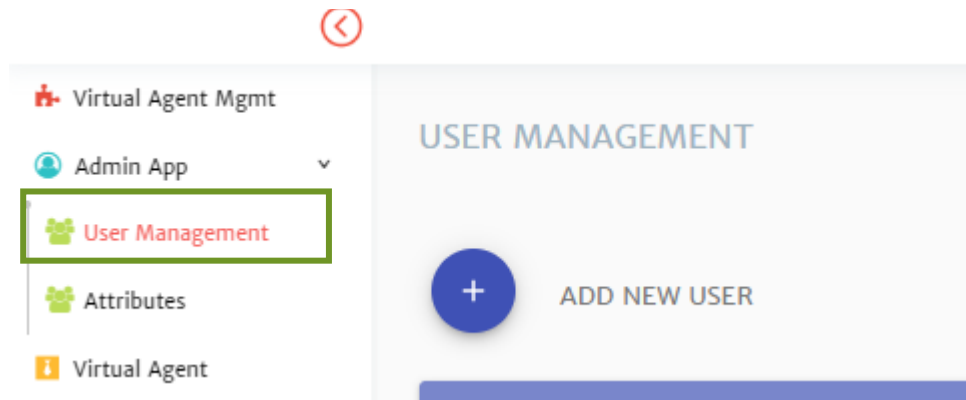 Virtual Agent Mgmt
Admin App
User Management
Attributes
Virtual Agent
USER MANAGEMENT
ADD NEW USER